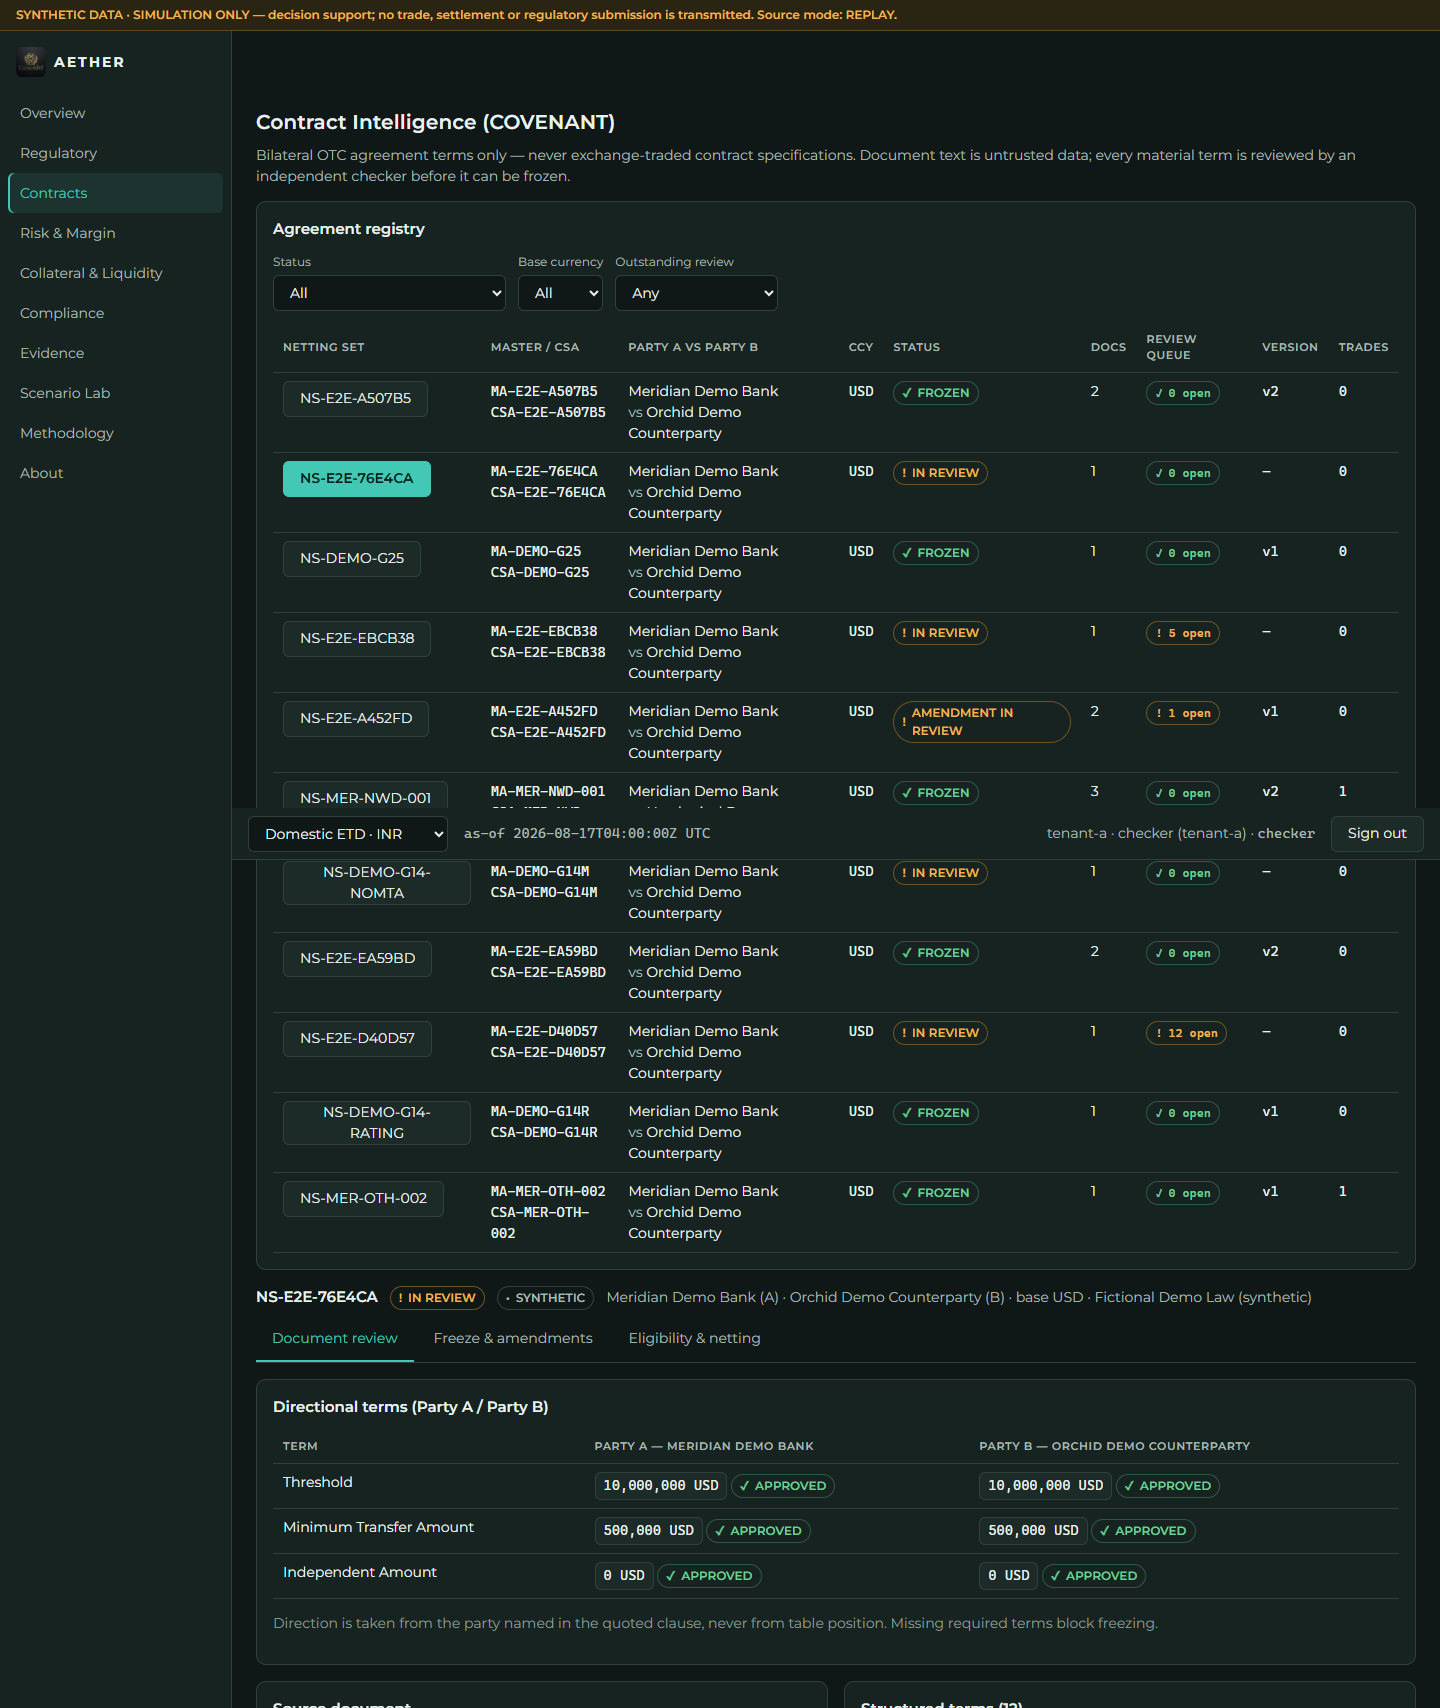 SYNTHETIC DATA · SIMULATION ONLY — decision support; no trade, settlement or regulatory submission is transmitted. Source mode: REPLAY.
AETHER
Overview
Regulatory
Contracts
Risk & Margin
Collateral & Liquidity
Compliance
Evidence
Scenario Lab
Methodology
About
Contract Intelligence (COVENANT)
Bilateral OTC agreement terms only — never exchange-traded contract specifications. Document text is untrusted data; every material term is reviewed by an
independent checker before it can be frozen.
Agreement registry
Status Base currency Outstanding review
All All Any
NETTING SET MASTER / CSA PARTY A VS PARTY B CCY STATUS DOCS REVIEW QUEUE VERSION TRADES
NS-E2E-A507B5 MA-E2E-A507B5 Meridian Demo Bank USD ✓ FROZEN 2 ✓ 0 open v2 0
CSA-E2E-A507B5 vs Orchid Demo
Counterparty
NS-E2E-76E4CA MA-E2E-76E4CA Meridian Demo Bank USD ! IN REVIEW 1 ✓ 0 open – 0
CSA-E2E-76E4CA vs Orchid Demo
Counterparty
NS-DEMO-G25 MA-DEMO-G25 Meridian Demo Bank USD ✓ FROZEN 1 ✓ 0 open v1 0
CSA-DEMO-G25 vs Orchid Demo
Counterparty
NS-E2E-EBCB38 MA-E2E-EBCB38 Meridian Demo Bank USD ! IN REVIEW 1 ! 5 open – 0
CSA-E2E-EBCB38 vs Orchid Demo
Counterparty
NS-E2E-A452FD MA-E2E-A452FD Meridian Demo Bank USD ! AMENDMENT IN REVIEW 2 ! 1 open v1 0
CSA-E2E-A452FD vs Orchid Demo
Counterparty
NS-MER-NWD-001 MA-MER-NWD-001 Meridian Demo Bank USD ✓ FROZEN 3 ✓ 0 open v2 1
Domestic ETD · INR as-of 2026-08-17T04:00:00Z UTC tenant-a · checker (tenant-a) · checker Sign out
NS-DEMO-G14-NOMTA MA-DEMO-G14M Meridian Demo Bank USD ! IN REVIEW 1 ✓ 0 open – 0
CSA-DEMO-G14M vs Orchid Demo
Counterparty
NS-E2E-EA59BD MA-E2E-EA59BD Meridian Demo Bank USD ✓ FROZEN 2 ✓ 0 open v2 0
CSA-E2E-EA59BD vs Orchid Demo
Counterparty
NS-E2E-D40D57 MA-E2E-D40D57 Meridian Demo Bank USD ! IN REVIEW 1 ! 12 open – 0
CSA-E2E-D40D57 vs Orchid Demo
Counterparty
NS-DEMO-G14-RATING MA-DEMO-G14R Meridian Demo Bank USD ✓ FROZEN 1 ✓ 0 open v1 0
CSA-DEMO-G14R vs Orchid Demo
Counterparty
NS-MER-OTH-002 MA-MER-OTH-002 Meridian Demo Bank USD ✓ FROZEN 1 ✓ 0 open v1 1
CSA-MER-OTH- vs Orchid Demo
002 Counterparty
NS-E2E-76E4CA ! IN REVIEW • SYNTHETIC Meridian Demo Bank (A) · Orchid Demo Counterparty (B) · base USD · Fictional Demo Law (synthetic)
Document review Freeze & amendments Eligibility & netting
Directional terms (Party A / Party B)
TERM PARTY A — MERIDIAN DEMO BANK PARTY B — ORCHID DEMO COUNTERPARTY
Threshold 10,000,000 USD ✓ APPROVED 10,000,000 USD ✓ APPROVED
Minimum Transfer Amount 500,000 USD ✓ APPROVED 500,000 USD ✓ APPROVED
Independent Amount 0 USD ✓ APPROVED 0 USD ✓ APPROVED
Direction is taken from the party named in the quoted clause, never from table position. Missing required terms block freezing.
Source document Structured terms (12)